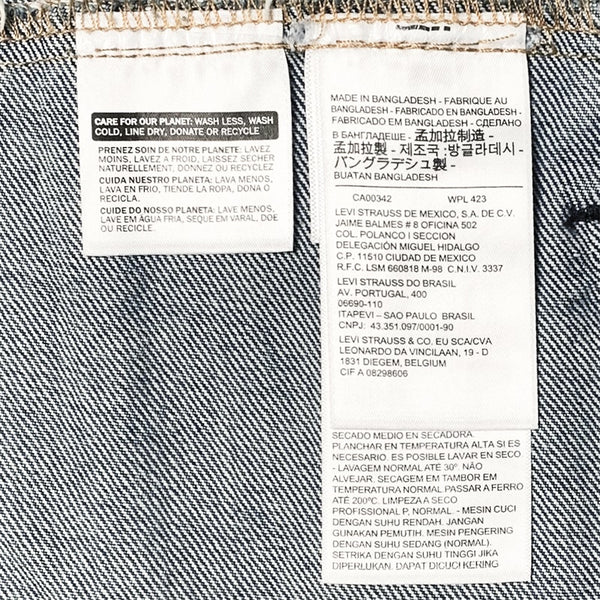 CARE FOR OUR PLANET: WASH LESS, WASH
COLD, LINE DRY, DONATE OR RECYCLE
PRENEZ SOIN DE NOTRE PLANETE: LAVEZ
MOINS, LAVEZ A FROID, LAISSEZ SÉCHER
NATURELLEMENT, DONNEZ OU RECYCLEZ
CUIDA NUESTRO PLANETA: LAVA MENOS,
LAVA EN FRIO, TIENDE LA ROPA, DONA O
RECICLA.
CUIDE DO NOSSO PLANETA: LAVE MENOS,
LAVE EM ÁGUA FRIA, SEQUE EM VARAL, DOE
OU RECICLE.
MADE IN BANGLADESH - FABRIQUE AU
BANGLADESH - FABRICADO EN BANGLADESH -
FABRICADO EM BANGLADESH - СДЕЛАНО
В БАНГЛАДЕШЕ - 孟加拉制造 -
孟加拉製 - 제조국 :방글라데시 -
バングラデシュ製 -
BUATAN BANGLADESH
CA00342 WPL 423
LEVI STRAUSS DE MEXICO, S.A. DE C.V.
JAIME BALMES # 8 OFICINA 502
COL. POLANCO I SECCION
DELEGACIÓN MIGUEL HIDALGO
C.P. 11510 CIUDAD DE MEXICO
R.F.C. LSM 660818 M-98 C.N.I.V. 3337
LEVI STRAUSS DO BRASIL
AV. PORTUGAL, 400
06690-110
ITAPEVI – SAO PAULO BRASIL
CNPJ: 43.351.097/0001-90
LEVI STRAUSS & CO. EU SCA/CVA
LEONARDO DA VINCILAAN, 19 - D
1831 DIEGEM, BELGIUM
CIF A 08298606
SECADO MEDIO EN SECADORA.
PLANCHAR EN TEMPERATURA ALTA SI ES
NECESARIO. ES POSIBLE LAVAR EN SECO
- LAVAGEM NORMAL ATÉ 30º. NÃO
ALVEJAR. SECAGEM EM TAMBOR EM
TEMPERATURA NORMAL PASSAR A FERRO
ATÉ 200ºC. LIMPEZA A SECO
PROFISSIONAL P, NORMAL. - MESIN CUCI
DENGAN SUHU RENDAH. JANGAN
GUNAKAN PEMUTIH. MESIN PENGERING
DENGAN SUHU SEDANG (NORMAL).
SETRIKA DENGAN SUHU TINGGI JIKA
DIPERLUKAN. DAPAT DICUCI KERING